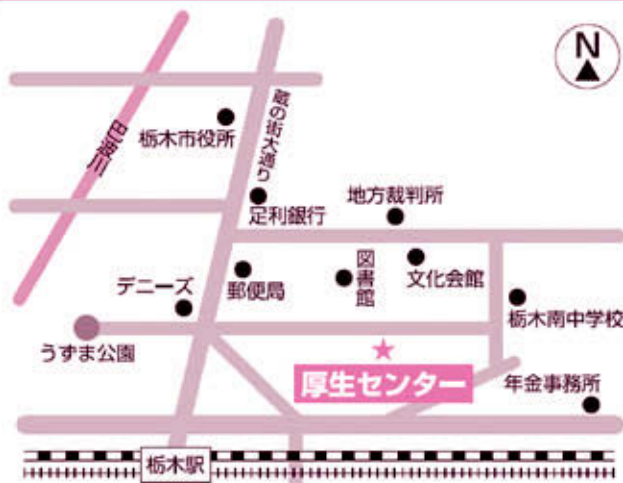 N
栃木市役所
蔵の街大通り
巴波川
足利銀行
地方裁判所
デニーズ
郵便局
図書館
文化会館
栃木南中学校
うずま公園
厚生センター
年金事務所
栃木駅